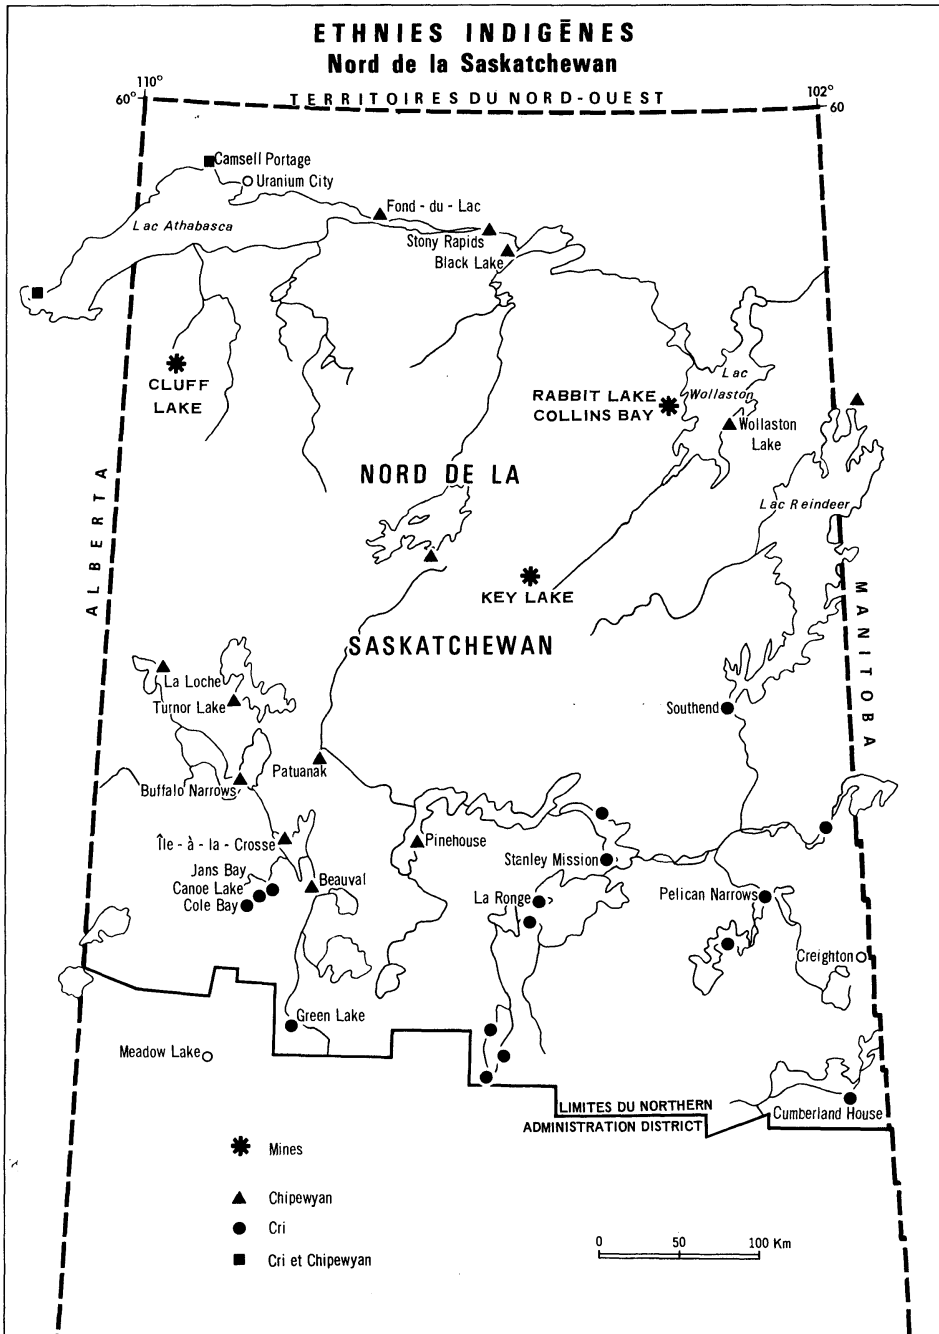 ETHNIES INDIGĒNES
Nord de la Saskatchewan
110°
60°
TERRITOIRES DU NORD-OUEST
102°
60
Camsell Portage
Uranium City
Fond - du - Lac
Lac Athabasca
Stony Rapids
Black Lake
CLUFF
LAKE
Lac
Wollaston
RABBIT LAKE
COLLINS BAY
Wollaston
Lake
NORD DE LA
Lac Reindeer
ALBERTA
KEY LAKE
MANITOBA
SASKATCHEWAN
La Loche
Turnor Lake
Southend
Patuanak
Buffalo Narrows
Île - à - la - Crosse
Pinehouse
Stanley Mission
Jans Bay
Canoe Lake
Cole Bay
Beauval
La Ronge
Pelican Narrows
Creighton
Green Lake
Meadow Lake
LIMITES DU NORTHERN
ADMINISTRATION DISTRICT
Cumberland House
Mines
Chipewyan
Cri
Cri et Chipewyan
0 50 100 Km